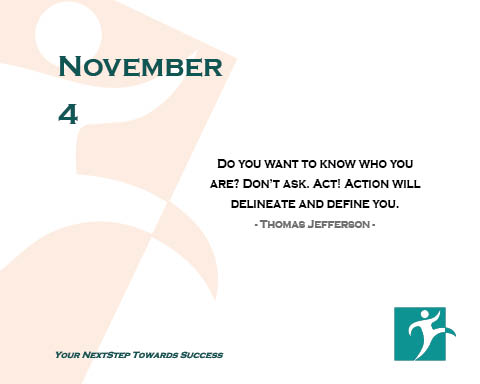 November
4
Do you want to know who you
are? Don't ask. Act! Action will
delineate and define you.
- Thomas Jefferson -
Your NextStep Towards Success